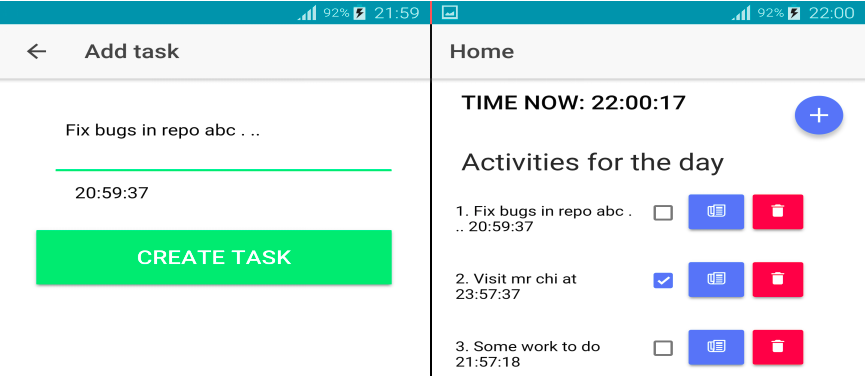 92% 21:59
Add task
Fix bugs in repo abc . ..
20:59:37
CREATE TASK
92% 22:00
Home
TIME NOW: 22:00:17
Activities for the day
1. Fix bugs in repo abc .
.. 20:59:37
2. Visit mr chi at
23:57:37
3. Some work to do
21:57:18